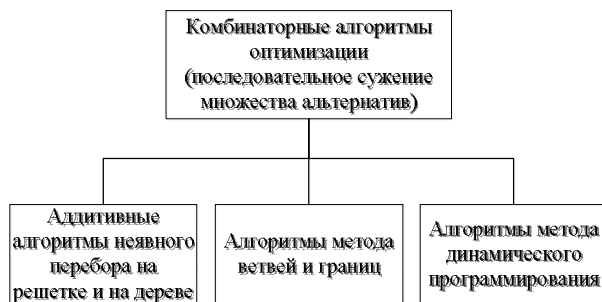 Комбинаторные алгоритмы
оптимизации
(последовательное сужение
множества альтернатив)
Аддитивные
алгоритмы неявного
перебора на
решетке и на дереве
Алгоритмы метода
ветвей и границ
Алгоритмы метода
динамического
программирования